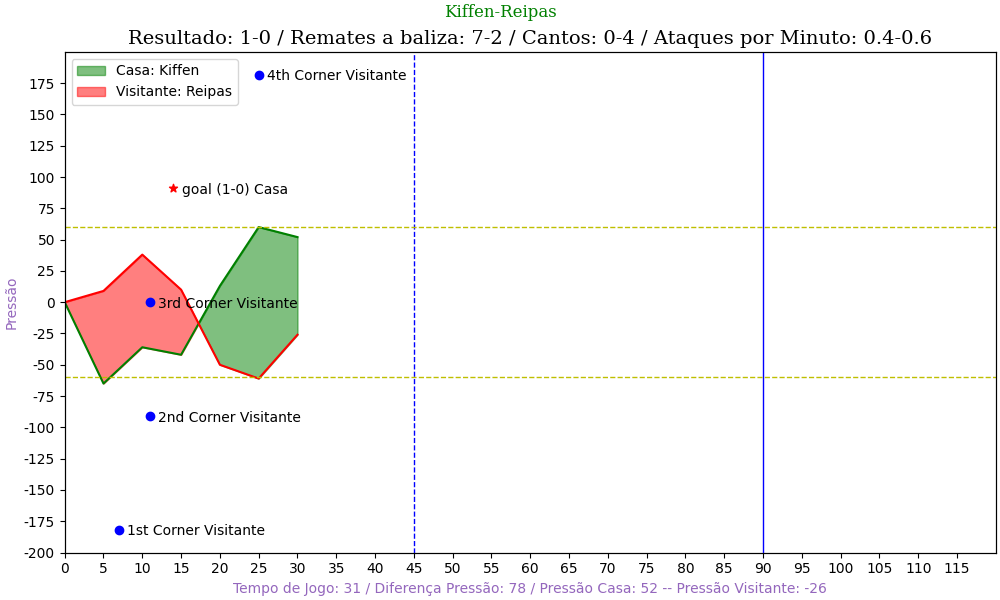 Kiffen-Reipas
Resultado: 1-0 / Remates a baliza: 7-2 / Cantos: 0-4 / Ataques por Minuto: 0.4-0.6
Casa: Kiffen
Visitante: Reipas
4th Corner Visitante
goal (1-0) Casa
3rd Corner Visitante
2nd Corner Visitante
1st Corner Visitante
Pressão
175
150
125
100
75
50
25
0
-25
-50
-75
-100
-125
-150
-175
-200
0 5 10 15 20 25 30 35 40 45 50 55 60 65 70 75 80 85 90 95 100 105 110 115
Tempo de Jogo: 31 / Diferença Pressão: 78 / Pressão Casa: 52 -- Pressão Visitante: -26